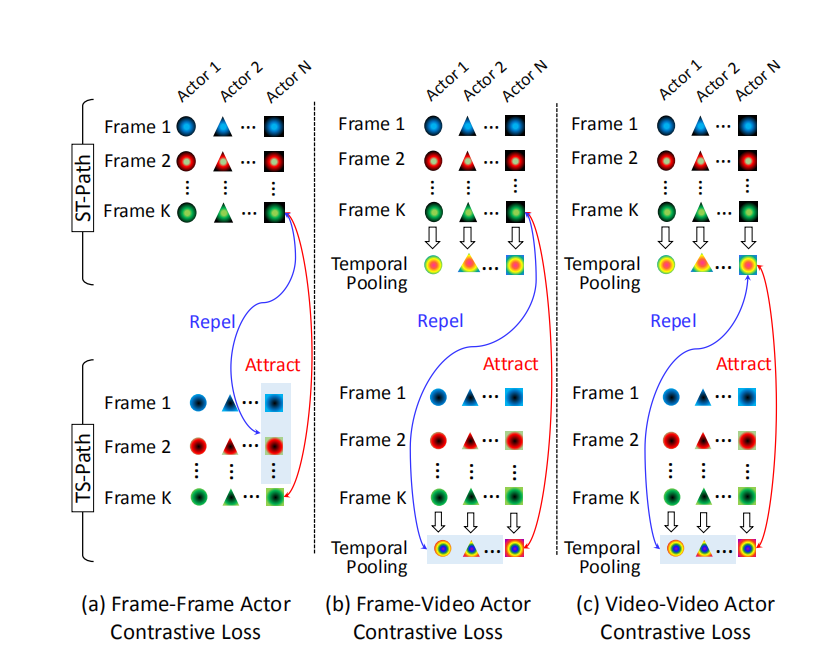 Actor 1
Actor 2
Actor N
ST-Path
Frame 1
...
Frame 2
...
Frame K
...
Repel
Attract
TS-Path
Frame 1
...
Frame 2
...
Frame K
...
(a) Frame-Frame Actor
Contrastive Loss
Actor 1
Actor 2
Actor N
Frame 1
...
Frame 2
...
Frame K
...
Temporal
Pooling
...
Repel
Attract
Frame 1
...
Frame 2
...
Frame K
...
Temporal
Pooling
...
(b) Frame-Video Actor
Contrastive Loss
Actor 1
Actor 2
Actor N
Frame 1
...
Frame 2
...
Frame K
...
Temporal
Pooling
...
Repel
Attract
Frame 1
...
Frame 2
...
Frame K
...
Temporal
Pooling
...
(c) Video-Video Actor
Contrastive Loss